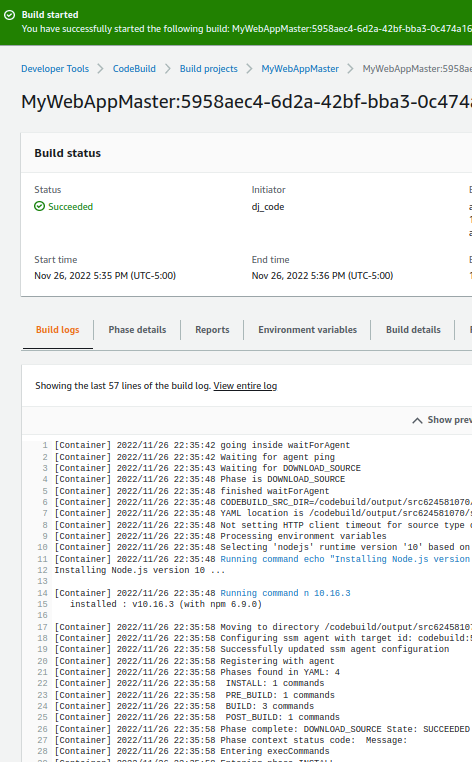 Build started
You have successfully started the following build: MyWebAppMaster:5958aec4-6d2a-42bf-bba3-0c474a16
Developer Tools > CodeBuild > Build projects > MyWebAppMaster > MyWebAppMaster:5958ae
MyWebAppMaster:5958aec4-6d2a-42bf-bba3-0c474a
Build status
Status
Initiator
Succeeded
dj_code
Start time
End time
Nov 26, 2022 5:35 PM (UTC-5:00)
Nov 26, 2022 5:36 PM (UTC-5:00)
Build logs
Phase details
Reports
Environment variables
Build details
Showing the last 57 lines of the build log. View entire log
Show prev
1 [Container] 2022/11/26 22:35:42 going inside waitForAgent
2 [Container] 2022/11/26 22:35:42 Waiting for agent ping
3 [Container] 2022/11/26 22:35:43 Waiting for DOWNLOAD_SOURCE
4 [Container] 2022/11/26 22:35:48 Phase is DOWNLOAD_SOURCE
5 [Container] 2022/11/26 22:35:48 finished waitForAgent
6 [Container] 2022/11/26 22:35:48 CODEBUILD_SRC_DIR=/codebuild/output/src624581070/
7 [Container] 2022/11/26 22:35:48 YAML location is /codebuild/output/src624581070/s
8 [Container] 2022/11/26 22:35:48 Not setting HTTP client timeout for source type
9 [Container] 2022/11/26 22:35:48 Processing environment variables
10 [Container] 2022/11/26 22:35:48 Selecting 'nodejs' runtime version '10' based on
11 [Container] 2022/11/26 22:35:48 Running command echo "Installing Node.js version
12 Installing Node.js version 10 ...
13
14 [Container] 2022/11/26 22:35:48 Running command n 10.16.3
15 installed : v10.16.3 (with npm 6.9.0)
16
17 [Container] 2022/11/26 22:35:58 Moving to directory /codebuild/output/src6245810
18 [Container] 2022/11/26 22:35:58 Configuring ssm agent with target id: codebuild:
19 [Container] 2022/11/26 22:35:58 Successfully updated ssm agent configuration
20 [Container] 2022/11/26 22:35:58 Registering with agent
21 [Container] 2022/11/26 22:35:58 Phases found in YAML: 4
22 [Container] 2022/11/26 22:35:58 INSTALL: 1 commands
23 [Container] 2022/11/26 22:35:58 PRE_BUILD: 1 commands
24 [Container] 2022/11/26 22:35:58 BUILD: 3 commands
25 [Container] 2022/11/26 22:35:58 POST_BUILD: 1 commands
26 [Container] 2022/11/26 22:35:58 Phase complete: DOWNLOAD_SOURCE State: SUCCEEDED
27 [Container] 2022/11/26 22:35:58 Phase context status code: Message:
28 [Container] 2022/11/26 22:35:58 Entering execCommands